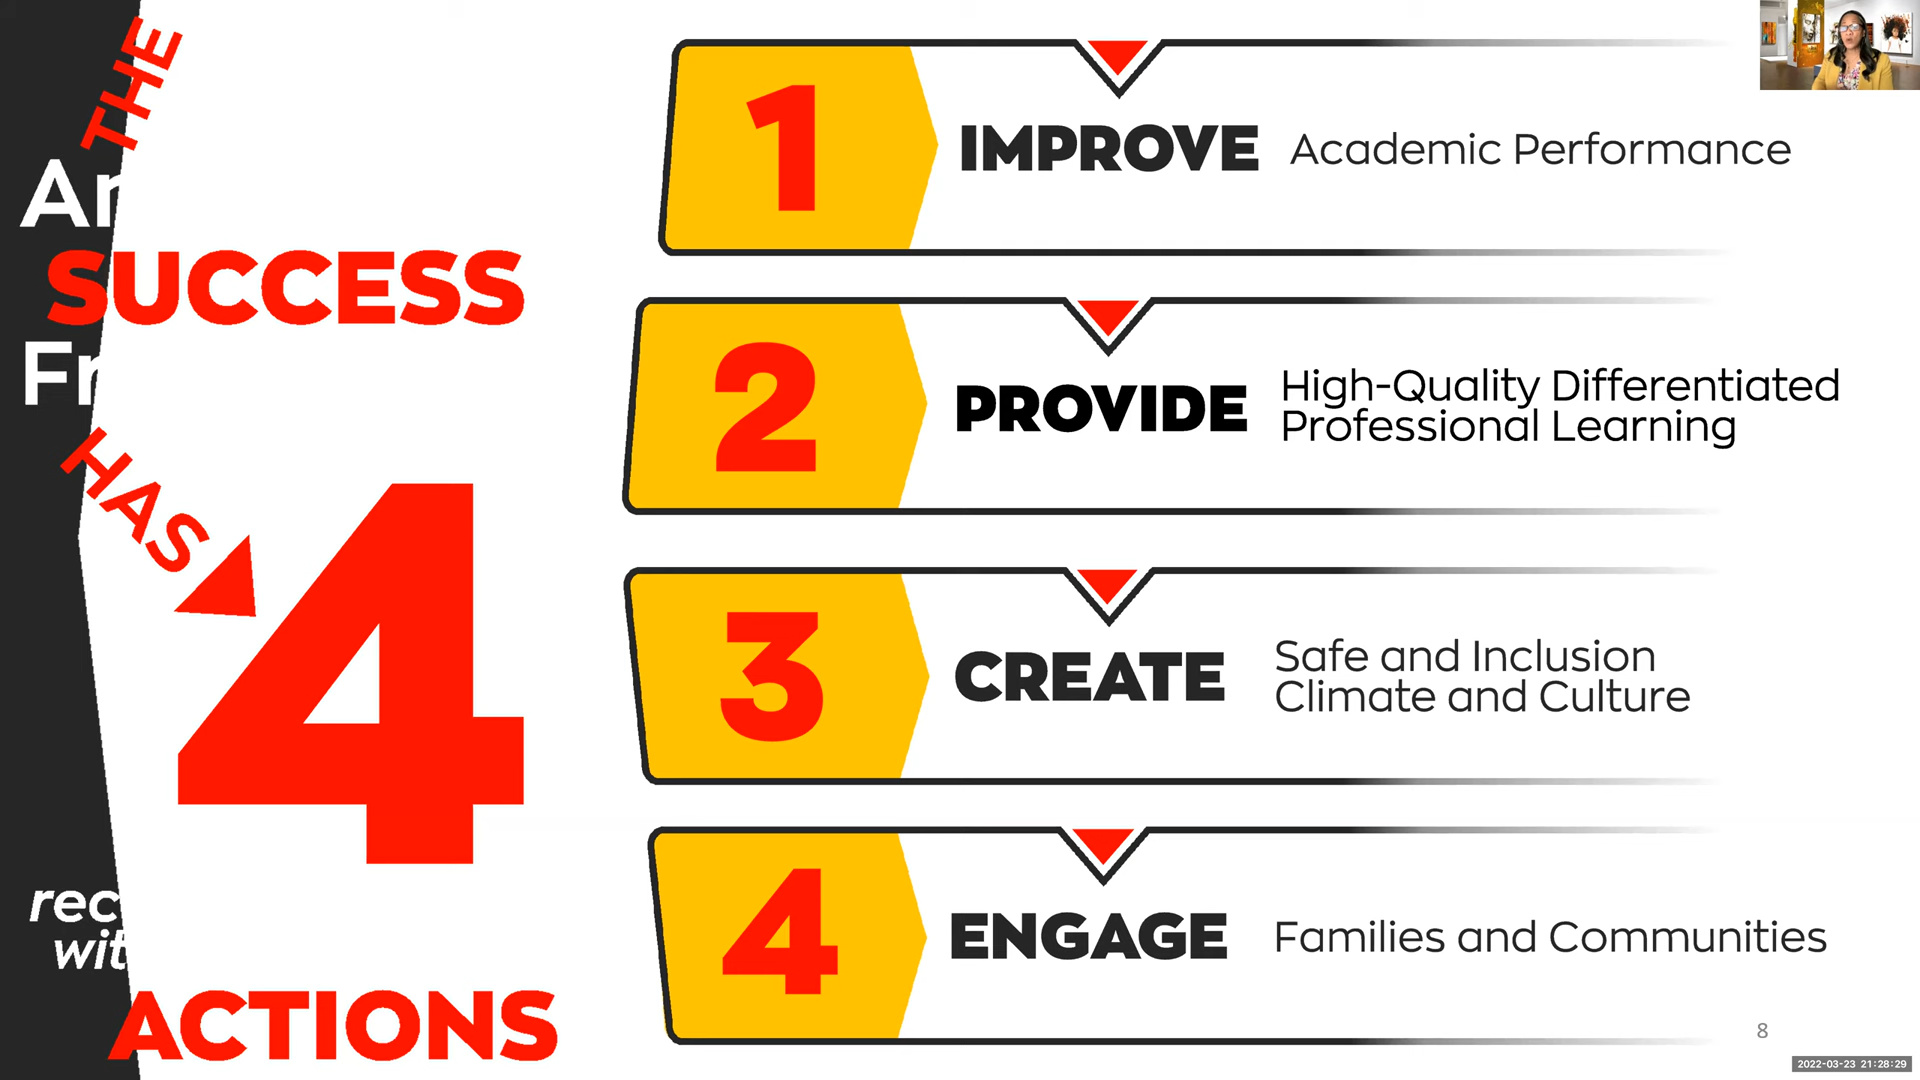 THE
SUCCESS
HAS
4
ACTIONS
1
IMPROVE Academic Performance
2
PROVIDE High-Quality Differentiated
Professional Learning
3
CREATE Safe and Inclusion
Climate and Culture
4
ENGAGE Families and Communities
8
2022-03-23 21:28:29